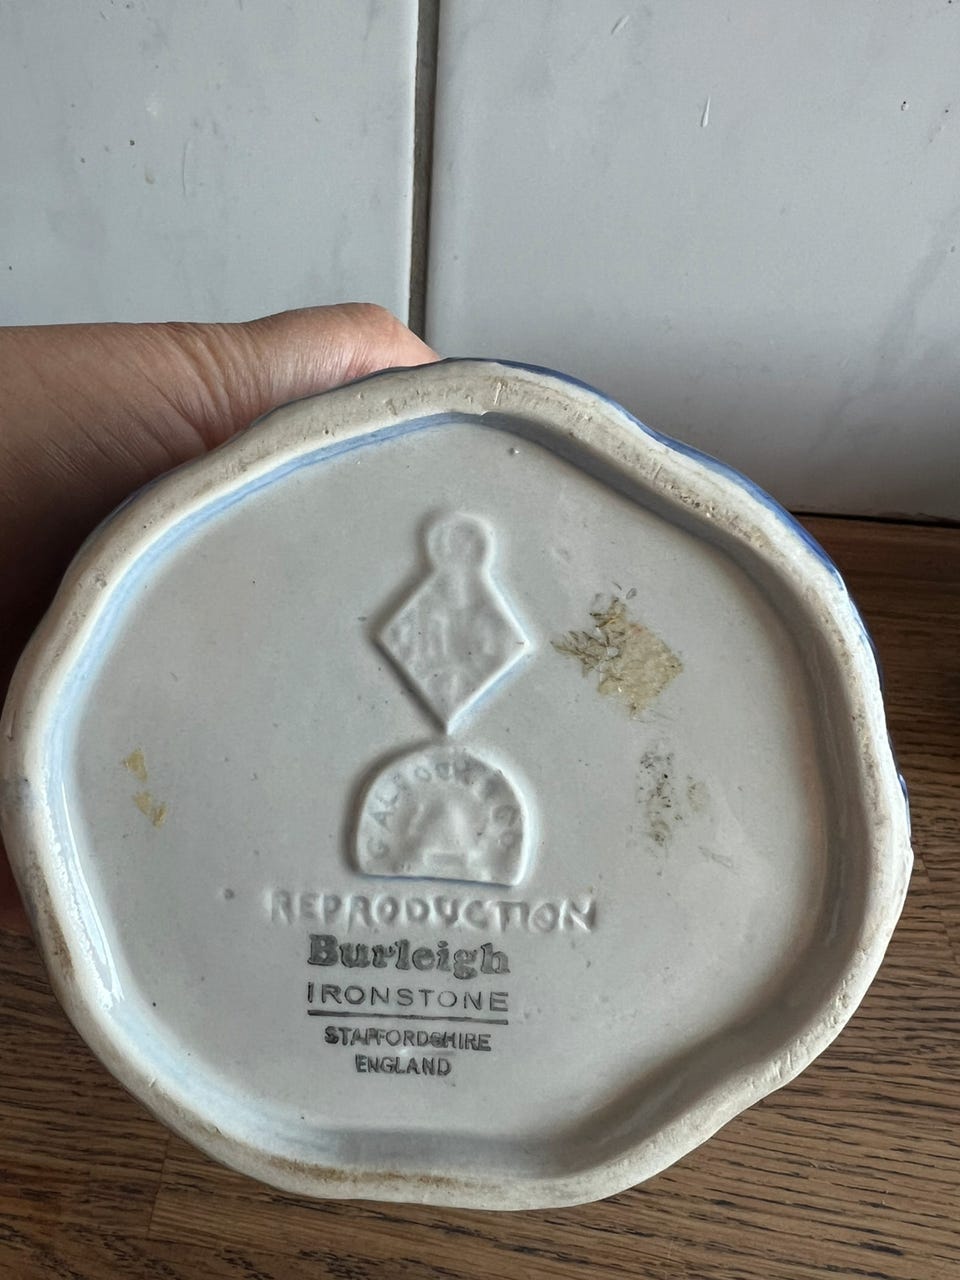 REPRODUCTION
Burleigh
IRONSTONE
STAFFORDSHIRE
ENGLAND